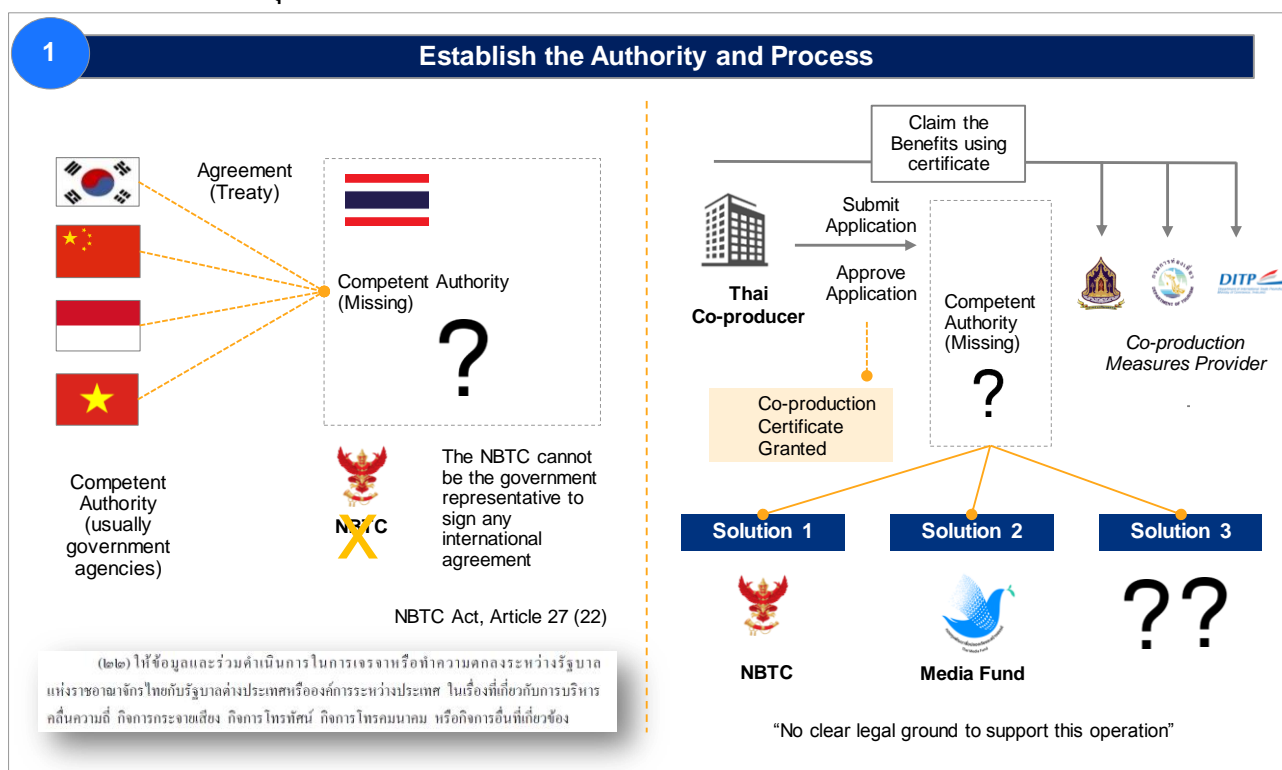 1
Establish the Authority and Process
Agreement
(Treaty)
Competent Authority
(Missing)
?
Competent
Authority
(usually
government
agencies)
NBTC
X
The NBTC cannot
be the government
representative to
sign any
international
agreement
NBTC Act, Article 27 (22)
(๒๒) ให้ข้อมูลและร่วมดำเนินการในการเจรจาหรือทำความตกลงระหว่างรัฐบาล
แห่งราชอาณาจักรไทยกับรัฐบาลต่างประเทศหรือองค์การระหว่างประเทศ ในเรื่องที่เกี่ยวกับการบริหาร
คลื่นความถี่ กิจการกระจายเสียง กิจการโทรทัศน์ กิจการโทรคมนาคม หรือกิจการอื่นที่เกี่ยวข้อง
Claim the
Benefits using
certificate
Submit
Application
Approve
Application
Thai
Co-producer
Competent
Authority
(Missing)
?
DITP
Co-production
Measures Provider
Co-production
Certificate
Granted
Solution 1
Solution 2
Solution 3
??
NBTC
Media Fund
“No clear legal ground to support this operation”